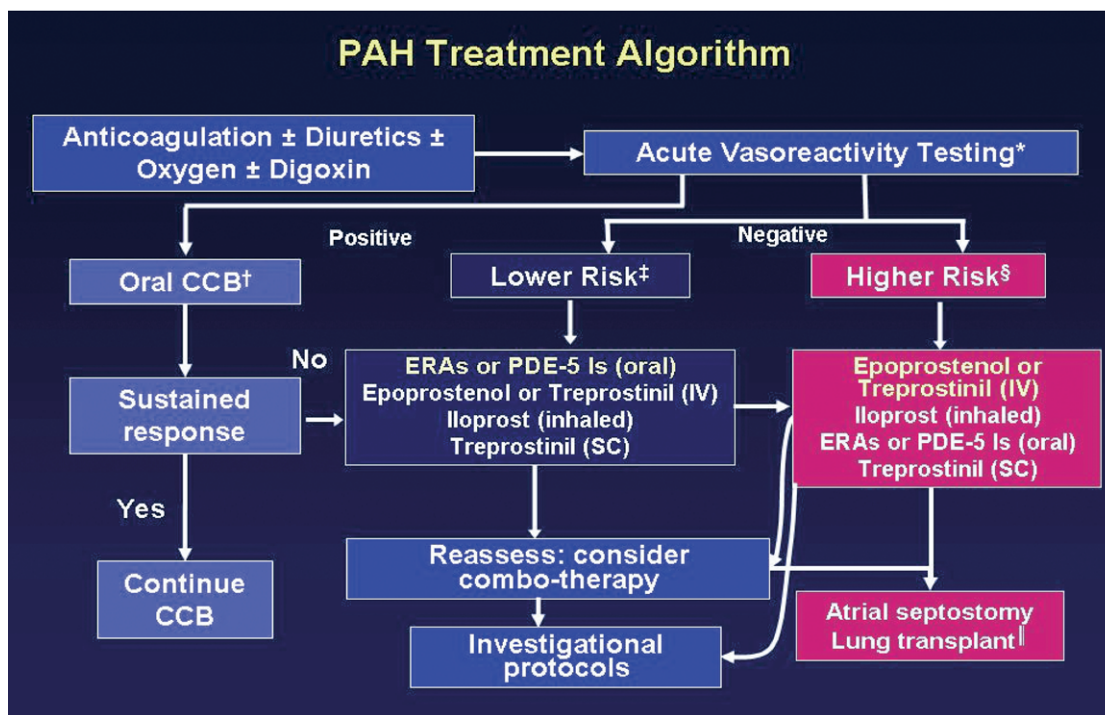 PAH Treatment Algorithm
Anticoagulation ± Diuretics ±
Oxygen ± Digoxin
Acute Vasoreactivity Testing*
Positive
Negative
Oral CCB†
Lower Risk‡
Higher Risk§
No
Sustained
response
ERAs or PDE-5 Is (oral)
Epoprostenol or Treprostinil (IV)
Iloprost (inhaled)
Treprostinil (SC)
Epoprostenol or
Treprostinil (IV)
Iloprost (inhaled)
ERAs or PDE-5 Is (oral)
Treprostinil (SC)
Yes
Continue
CCB
Reassess: consider
combo-therapy
Investigational
protocols
Atrial septostomy
Lung transplant‖